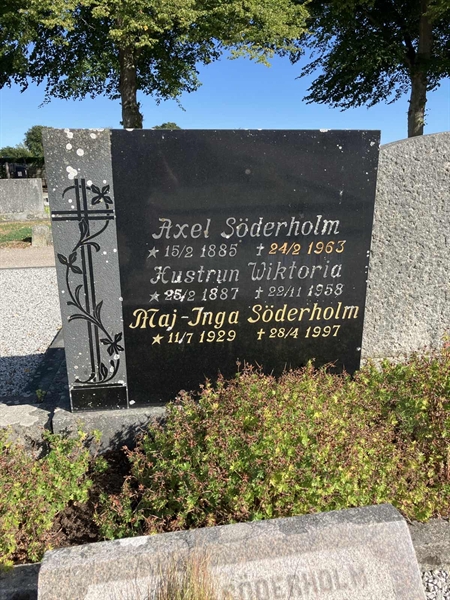 Axel Söderholm
★ 15/2 1885 ✝ 24/2 1963
Hustrun Wiktoria
★ 25/2 1887 ✝ 22/11 1958
Maj-Inga Söderholm
★ 11/7 1929 ✝ 28/4 1997
SÖDERHOLM